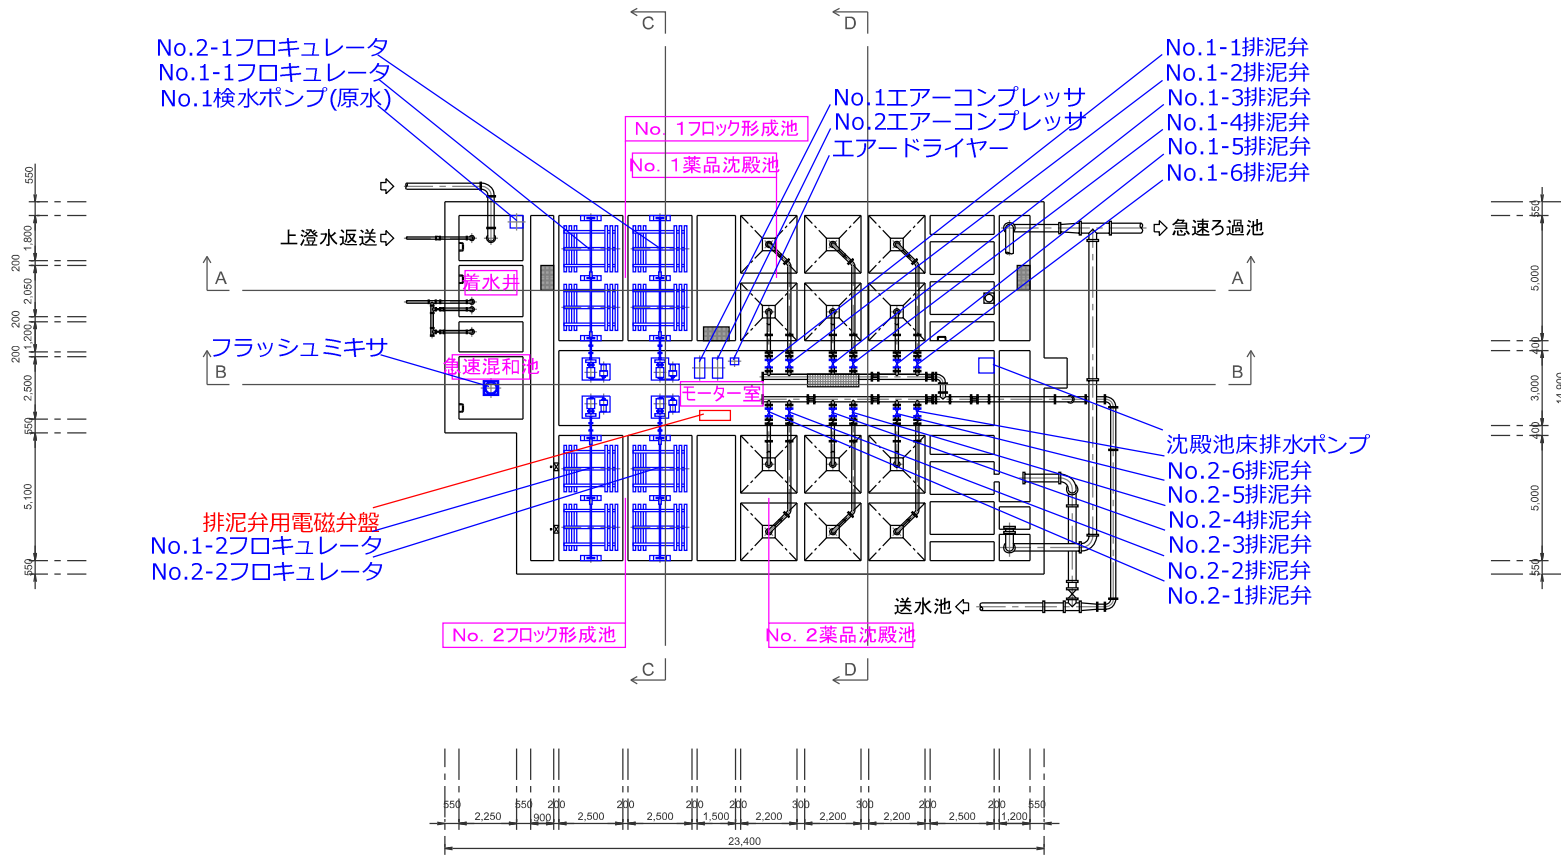 C
D
No.2-1フロキュレータ
No.1-1フロキュレータ
No.1検水ポンプ(原水)
No. 1フロック形成池
No. 1薬品沈殿池
No.1エアーコンプレッサ
No.2エアーコンプレッサ
エアードライヤー
No.1-1排泥弁
No.1-2排泥弁
No.1-3排泥弁
No.1-4排泥弁
No.1-5排泥弁
No.1-6排泥弁
上澄水返送
急速ろ過池
A
着水井
A
フラッシュミキサ
急速混和池
B
モーター室
B
排泥弁用電磁弁盤
No.1-2フロキュレータ
No.2-2フロキュレータ
沈殿池床排水ポンプ
No.2-6排泥弁
No.2-5排泥弁
No.2-4排泥弁
No.2-3排泥弁
No.2-2排泥弁
No.2-1排泥弁
送水池
No. 2フロック形成池
No. 2薬品沈殿池
C
D
550
1,800
200
2,050
200
1,200
200
2,500
550
5,100
550
550
5,000
400
3,000
400
5,000
550
14,900
550
2,250
550
900
200
2,500
200
2,500
200
1,500
200
2,200
300
2,200
300
2,200
200
2,500
200
1,200
550
23,400